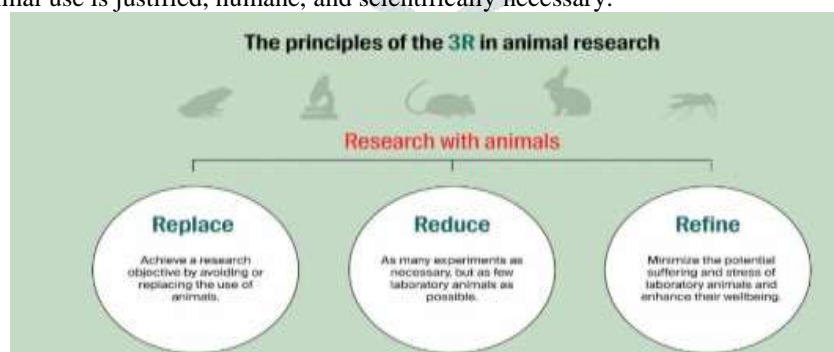 mal use is justified, humane, and scientifically necessary.
The principles of the 3R in animal research
Research with animals
Replace
Achieve a research
objective by avoiding or
replacing the use of
animals.
Reduce
As many experiments as
necessary, but as few
laboratory animals as
possible.
Refine
Minimize the potential
suffering and stress of
laboratory animals and
enhance their wellbeing.